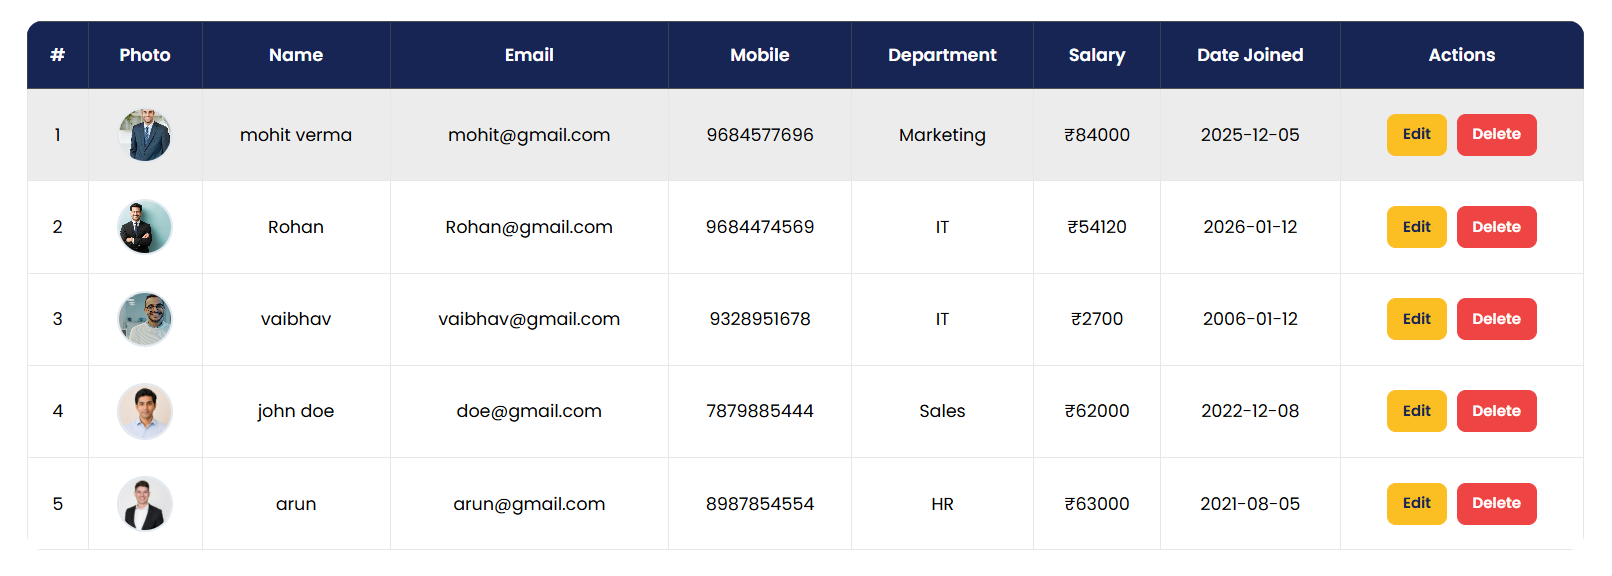 # Photo Name Email Mobile Department Salary Date Joined Actions
1 mohit verma mohit@gmail.com 9684577696 Marketing ₹84000 2025-12-05 Edit Delete
2 Rohan Rohan@gmail.com 9684474569 IT ₹54120 2026-01-12 Edit Delete
3 vaibhav vaibhav@gmail.com 9328951678 IT ₹2700 2006-01-12 Edit Delete
4 john doe doe@gmail.com 7879885444 Sales ₹62000 2022-12-08 Edit Delete
5 arun arun@gmail.com 8987854554 HR ₹63000 2021-08-05 Edit Delete